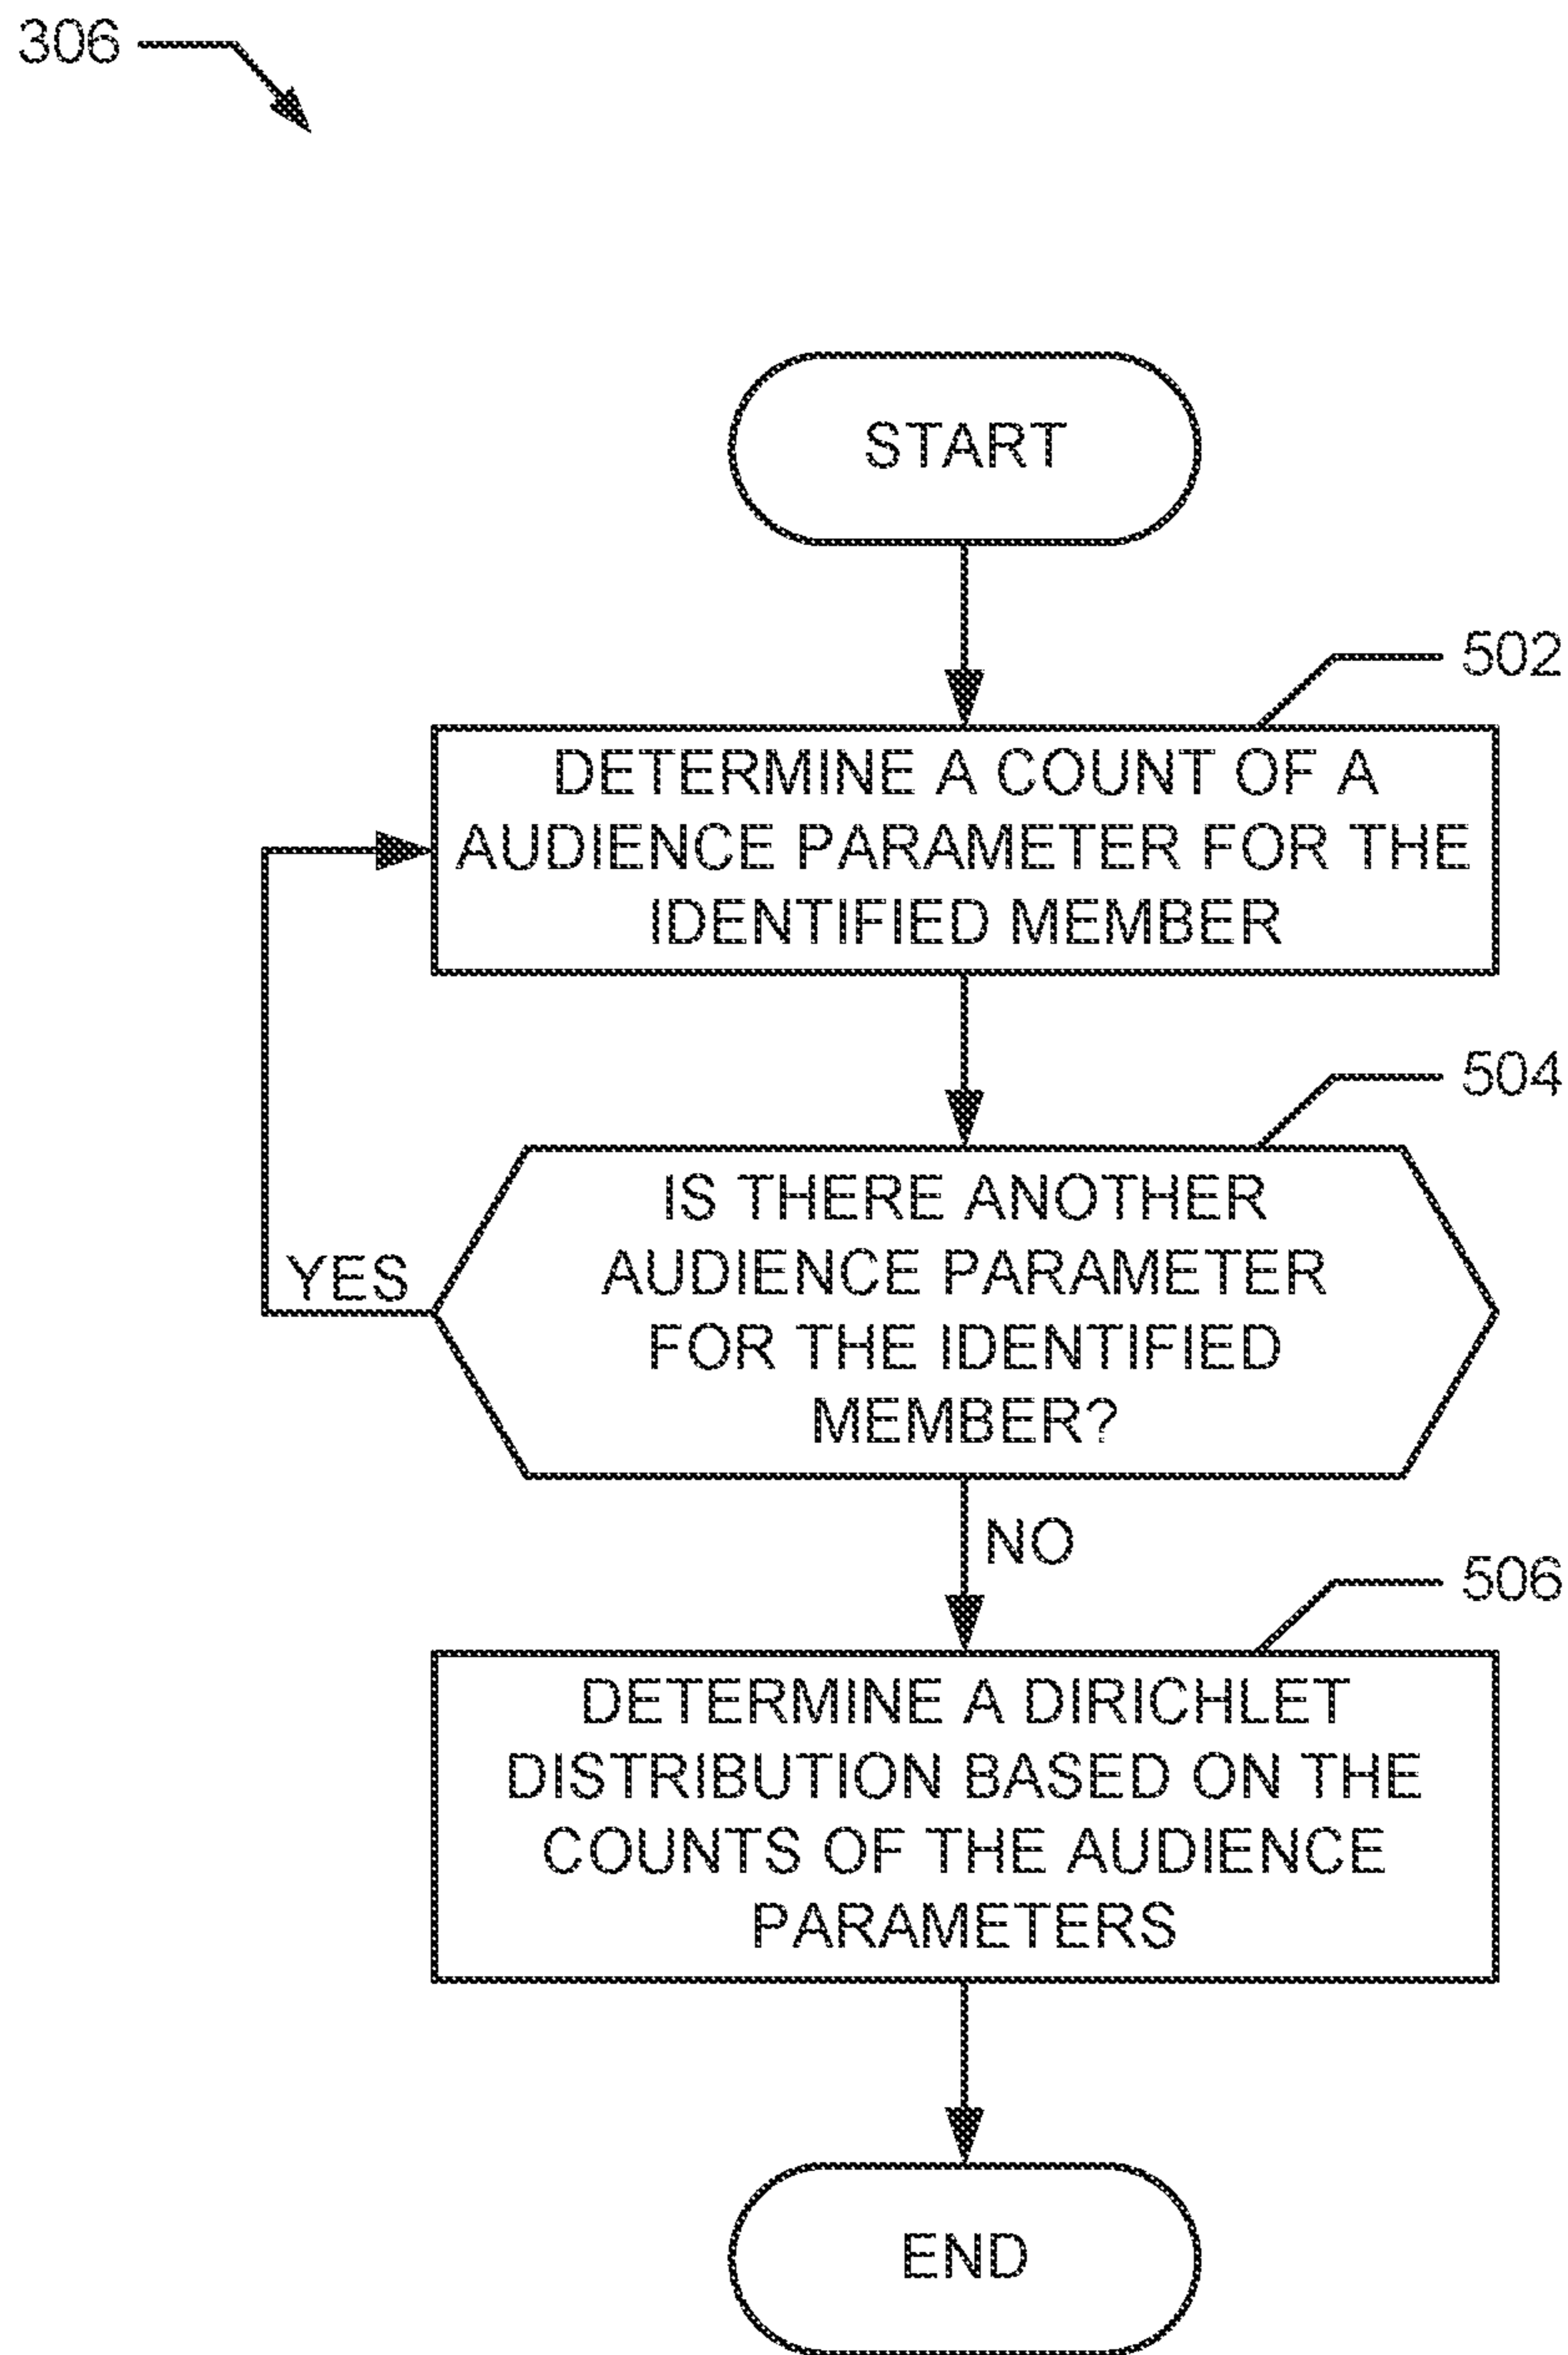 306
START
502
DETERMINE A COUNT OF A
AUDIENCE PARAMETER FOR THE
IDENTIFIED MEMBER
504
IS THERE ANOTHER
AUDIENCE PARAMETER
FOR THE IDENTIFIED
MEMBER?
YES
NO
506
DETERMINE A DIRICHLET
DISTRIBUTION BASED ON THE
COUNTS OF THE AUDIENCE
PARAMETERS
END